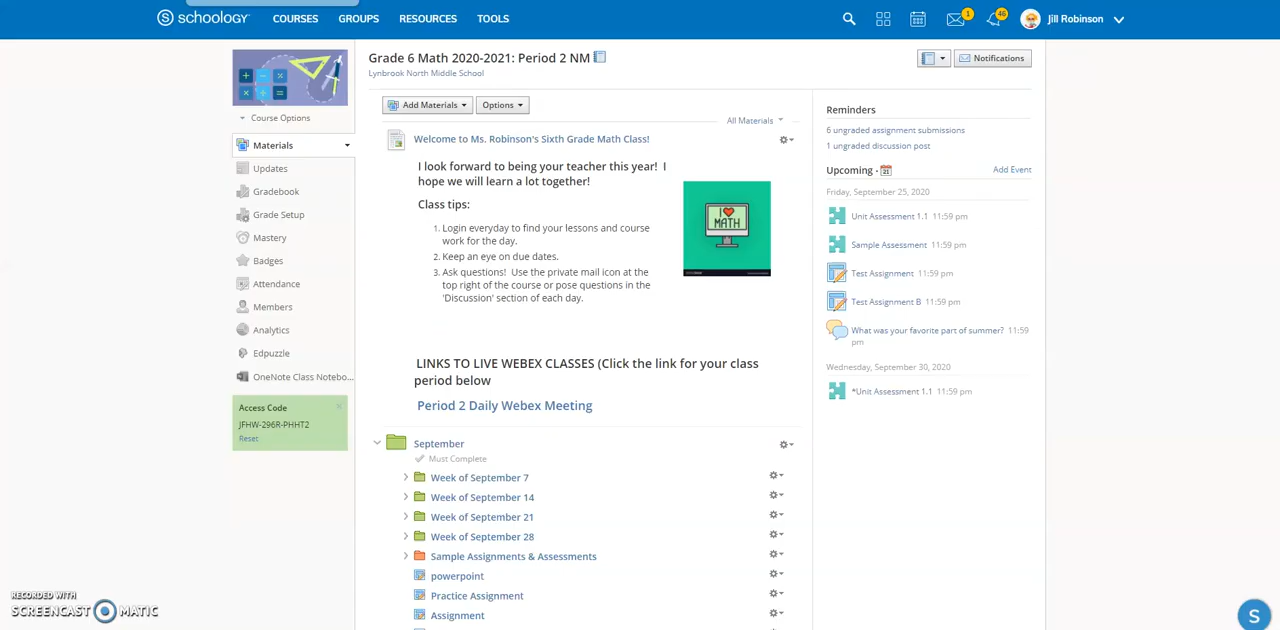 schoology
COURSES
GROUPS
RESOURCES
TOOLS
1
46
Jill Robinson
Course Options
Materials
Updates
Gradebook
Grade Setup
Mastery
Badges
Attendance
Members
Analytics
Edpuzzle
OneNote Class Notebo...
Access Code
JFHW-296R-PHHT2
Reset
Grade 6 Math 2020-2021: Period 2 NM
Lynbrook North Middle School
Notifications
Add Materials
Options
All Materials
Welcome to Ms. Robinson's Sixth Grade Math Class!
I look forward to being your teacher this year! I
hope we will learn a lot together!
Class tips:
1. Login everyday to find your lessons and course
work for the day.
2. Keep an eye on due dates.
3. Ask questions! Use the private mail icon at the
top right of the course or pose questions in the
'Discussion' section of each day.
I
MATH
LINKS TO LIVE WEBEX CLASSES (Click the link for your class
period below
Period 2 Daily Webex Meeting
September
Must Complete
Week of September 7
Week of September 14
Week of September 21
Week of September 28
Sample Assignments & Assessments
powerpoint
Practice Assignment
Assignment
Reminders
6 ungraded assignment submissions
1 ungraded discussion post
Upcoming · 21
Add Event
Friday, September 25, 2020
Unit Assessment 1.1 11:59 pm
Sample Assessment 11:59 pm
Test Assignment 11:59 pm
Test Assignment B 11:59 pm
What was your favorite part of summer? 11:59
pm
Wednesday, September 30, 2020
*Unit Assessment 1.1 11:59 pm
RECORDED WITH
SCREENCAST MATIC
S